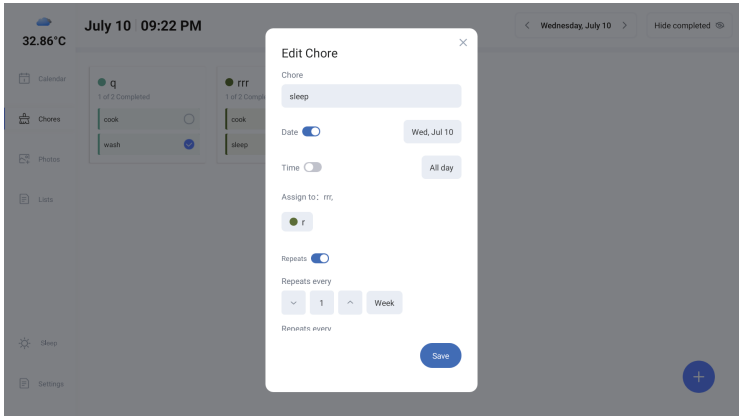 32.86°C
July 10 09:22 PM
Wednesday, July 10
Hide completed
Calendar
Chores
Photos
Lists
Sleep
Settings
q
1 of 2 Completed
cook
wash
rrr
1 of 2 Compl
cook
sleep
Edit Chore
Chore
sleep
Date
Wed, Jul 10
Time
All day
Assign to: rrr,
r
Repeats
Repeats every
1
Week
Repeats every
Save